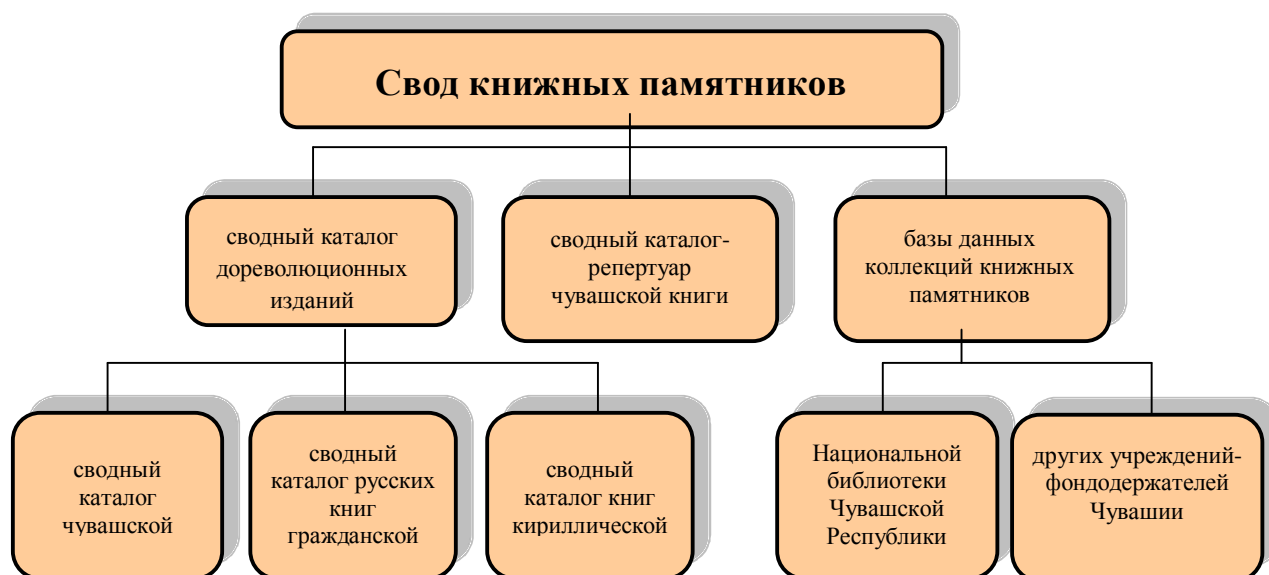 Свод книжных памятников
сводный каталог
дореволюционных
изданий
сводный каталог-
репертуар
чувашской книги
базы данных
коллекций книжных
памятников
сводный
каталог
чувашской
сводный
каталог русских
книг
гражданской
сводный
каталог книг
кириллической
Национальной
библиотеки
Чувашской
Республики
других учреждений-
фондодержателей
Чувашии